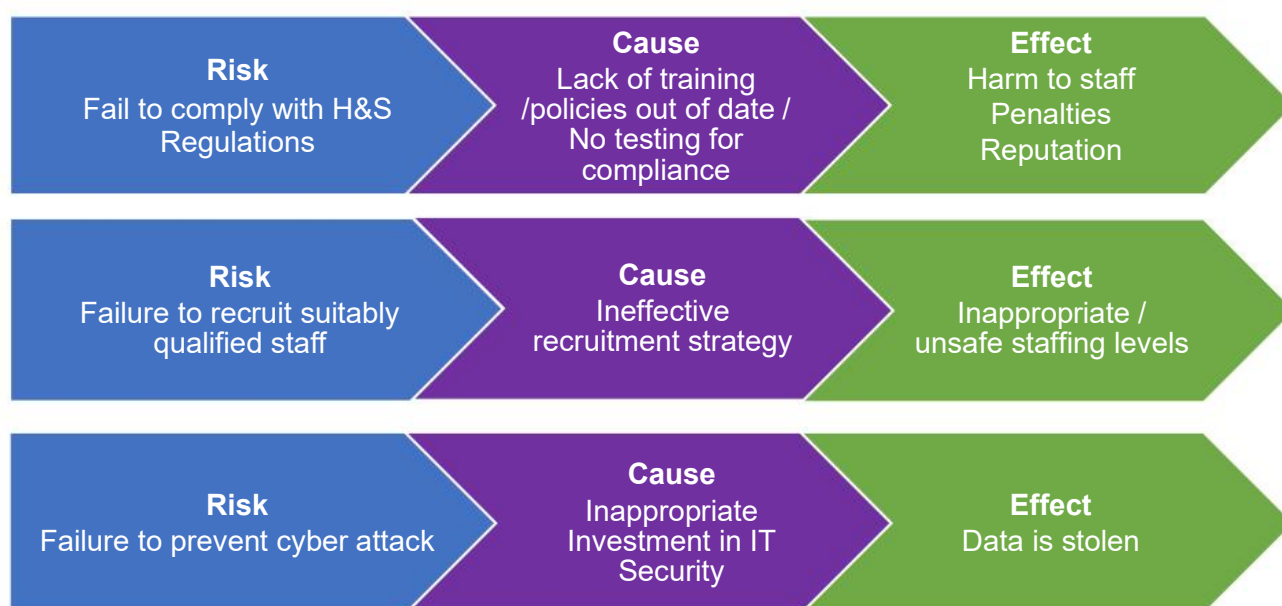 Risk
Fail to comply with H&S
Regulations
Cause
Lack of training
/policies out of date /
No testing for
compliance
Effect
Harm to staff
Penalties
Reputation
Risk
Failure to recruit suitably
qualified staff
Cause
Ineffective
recruitment strategy
Effect
Inappropriate /
unsafe staffing levels
Risk
Failure to prevent cyber attack
Cause
Inappropriate
Investment in IT
Security
Effect
Data is stolen